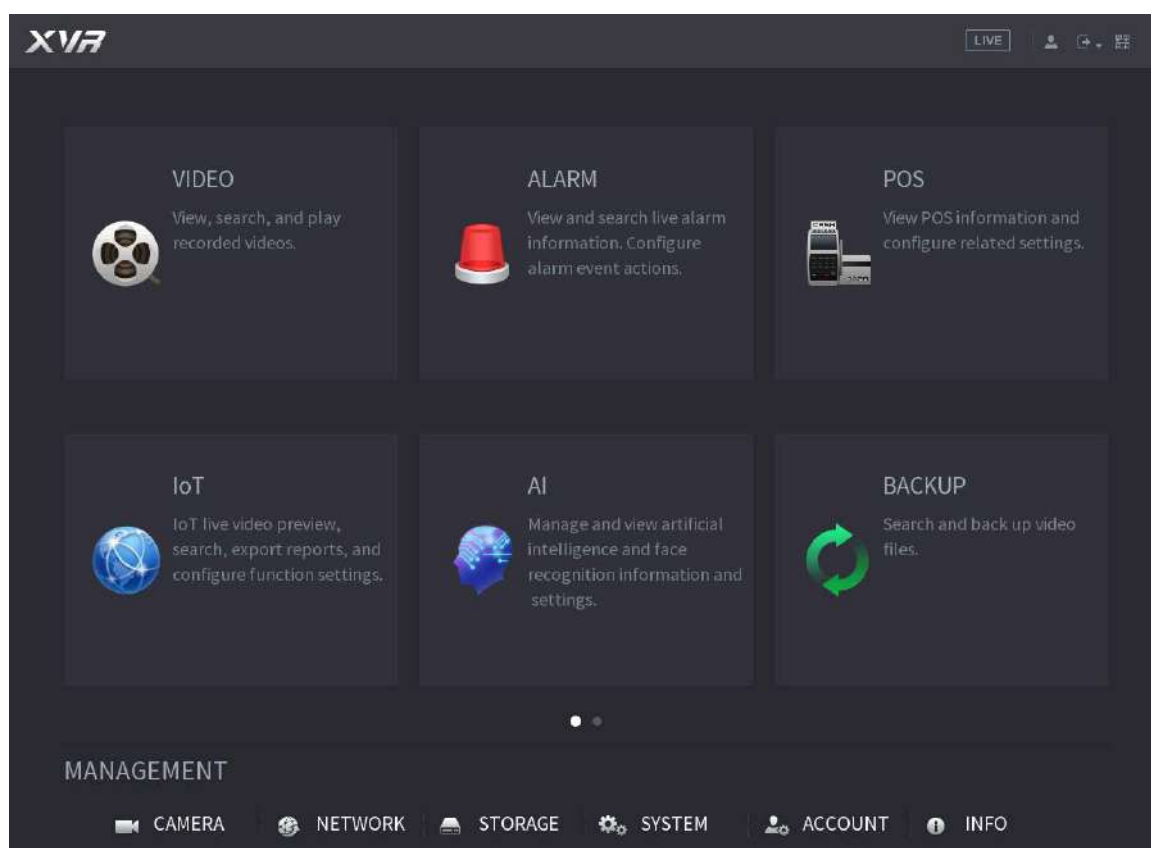 XVR
LIVE
VIDEO
View, search, and play
recorded videos.
ALARM
View and search live alarm
information. Configure
alarm event actions.
POS
View POS information and
configure related settings.
IoT
IoT live video preview,
search, export reports, and
configure function settings.
AI
Manage and view artificial
intelligence and face
recognition information and
settings.
BACKUP
Search and back up video
files.
MANAGEMENT
CAMERA NETWORK STORAGE SYSTEM ACCOUNT INFO